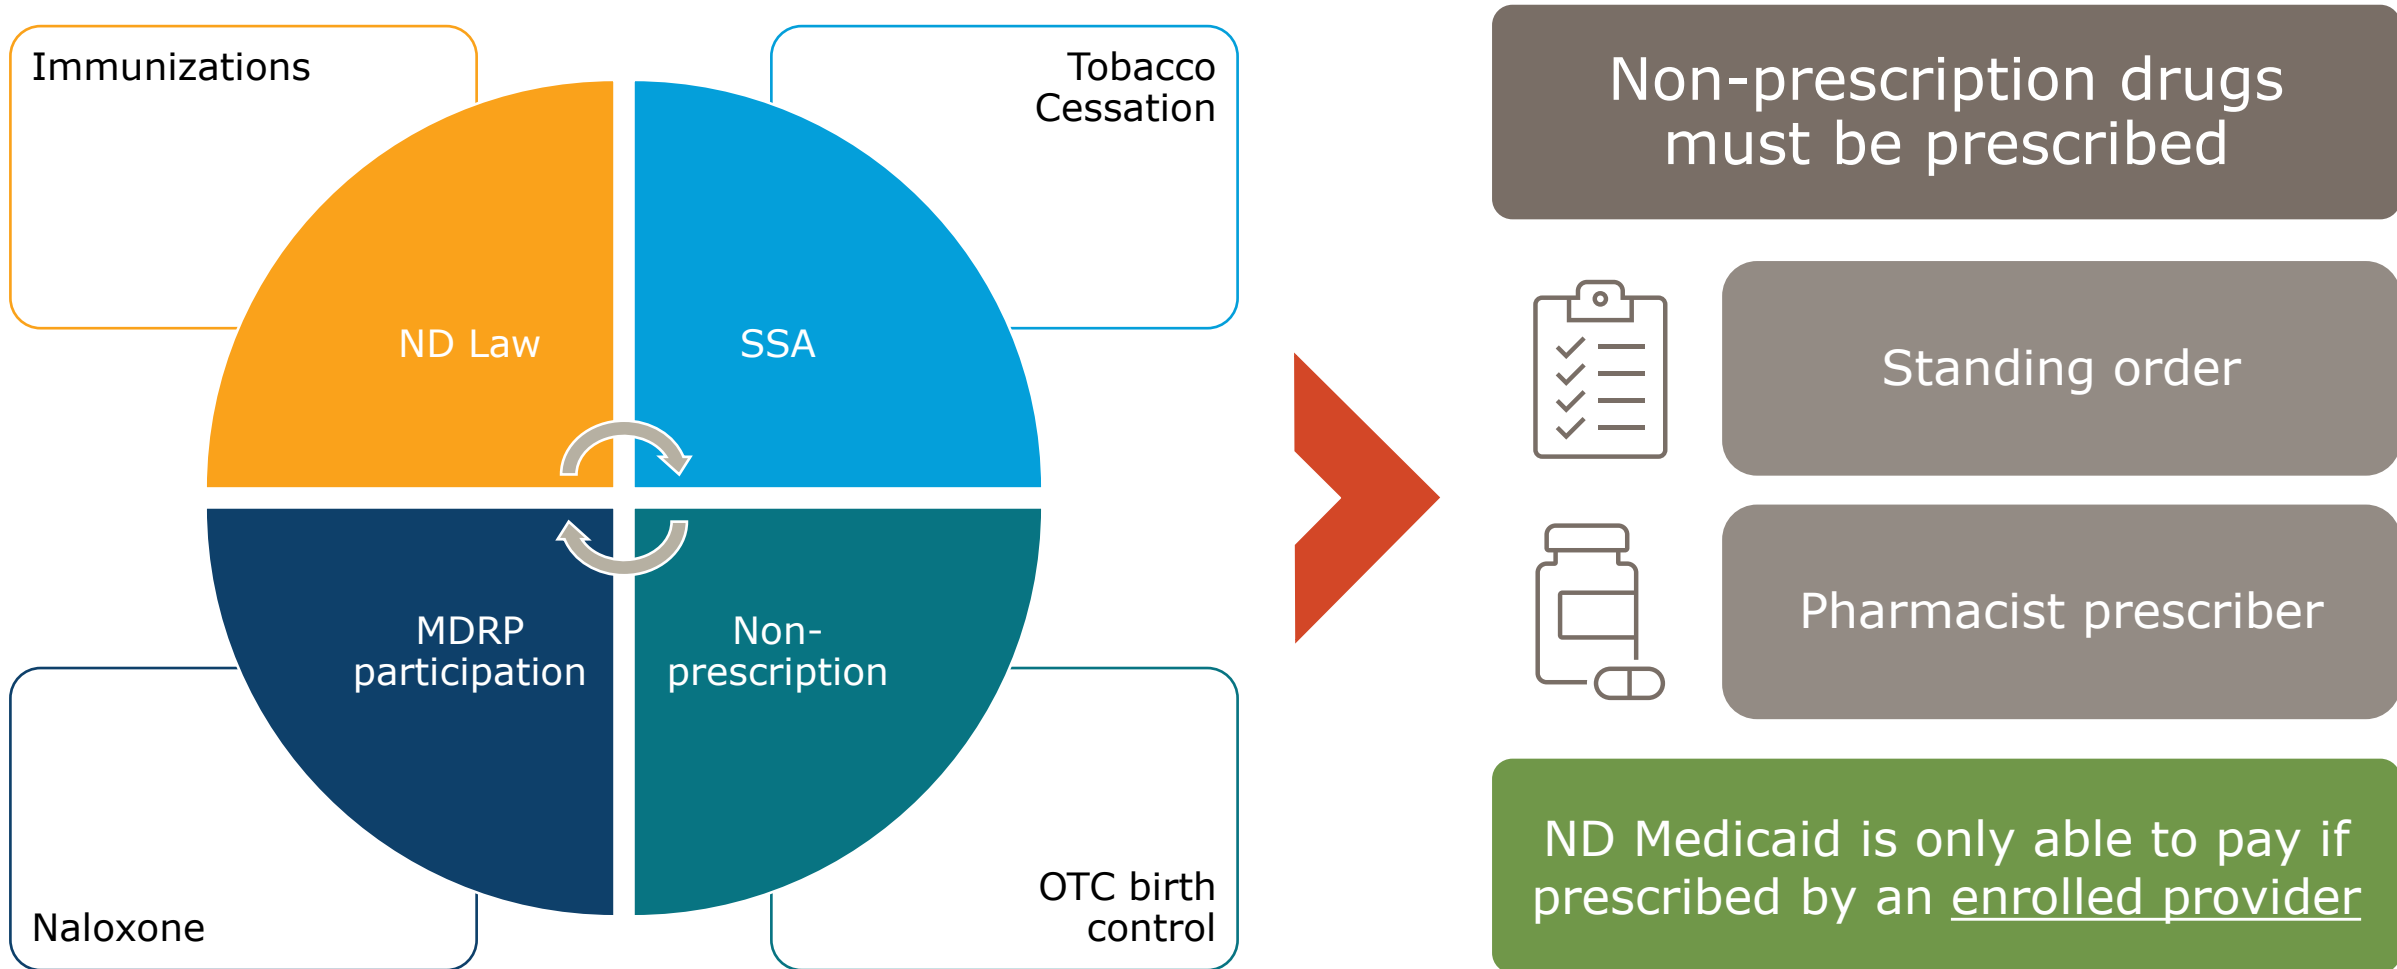 Immunizations
Tobacco
Cessation
ND Law
SSA
MDRP
participation
Non-
prescription
Naloxone
OTC birth
control
Non-prescription drugs
must be prescribed
Standing order
Pharmacist prescriber
ND Medicaid is only able to pay if
prescribed by an enrolled provider